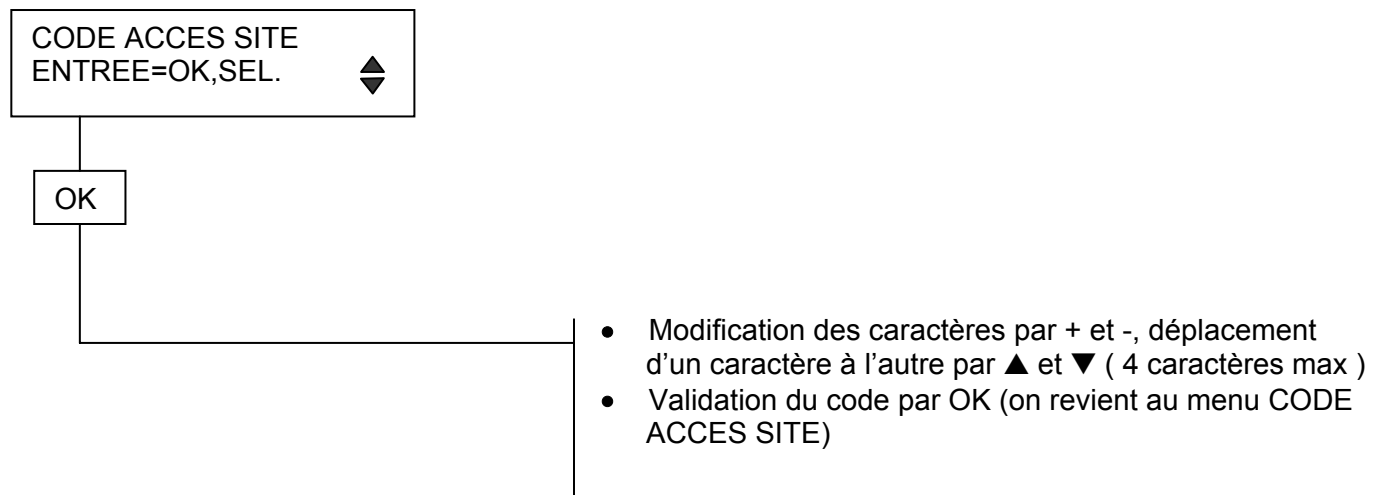 CODE ACCES SITE
ENTREE=OK,SEL.
OK
• Modification des caractères par + et -, déplacement
d’un caractère à l’autre par ▲ et ▼ ( 4 caractères max )
• Validation du code par OK (on revient au menu CODE
ACCES SITE)